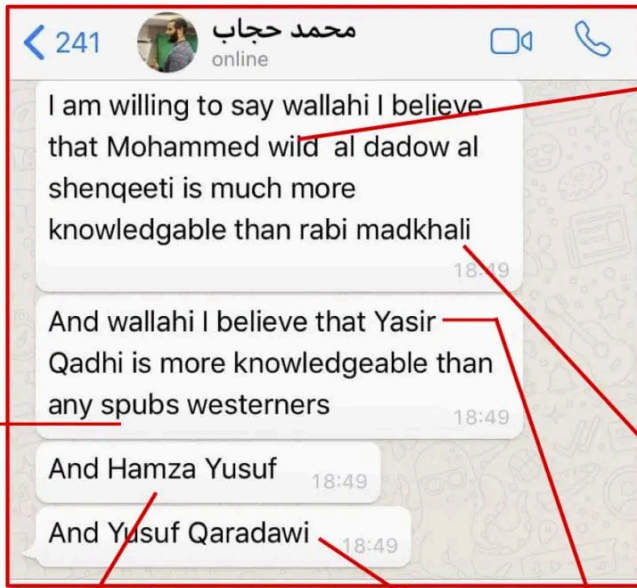 241
محمد حجاب
online
I am willing to say wallahi I believe
that Mohammed wild al dadow al
shenqeeti is much more
knowledgable than rabi madkhali
18:49
And wallahi I believe that Yasir
Qadhi is more knowledgeable than
any spubs westerners
18:49
And Hamza Yusuf
18:49
And Yusuf Qaradawi
18:49